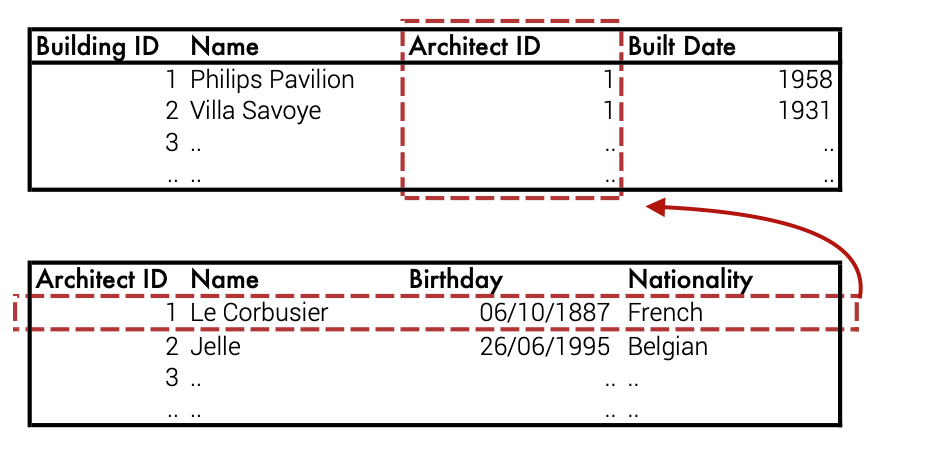 Building ID Name Architect ID Built Date
1 Philips Pavilion 1 1958
2 Villa Savoye 1 1931
3 .. .. ..
.. .. .. ..
Architect ID Name Birthday Nationality
1 Le Corbusier 06/10/1887 French
2 Jelle 26/06/1995 Belgian
3 .. .. ..
.. .. .. ..